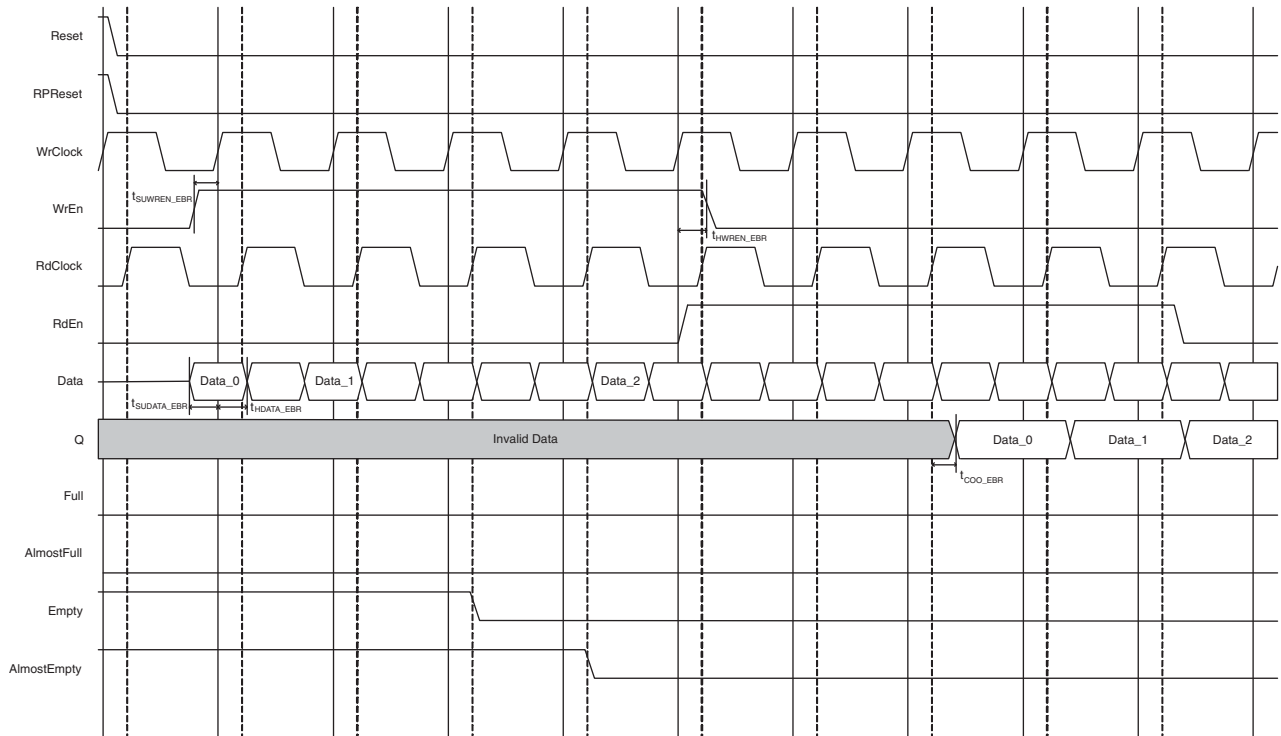 Reset
RPReset
WrClock
tSUWREN_EBR
WrEn
tHWREN_EBR
RdClock
RdEn
Data Data_0 Data_1 Data_2
tSUDATA_EBR tHDATA_EBR
Q Invalid Data Data_0 Data_1 Data_2
tCOO_EBR
Full
AlmostFull
Empty
AlmostEmpty